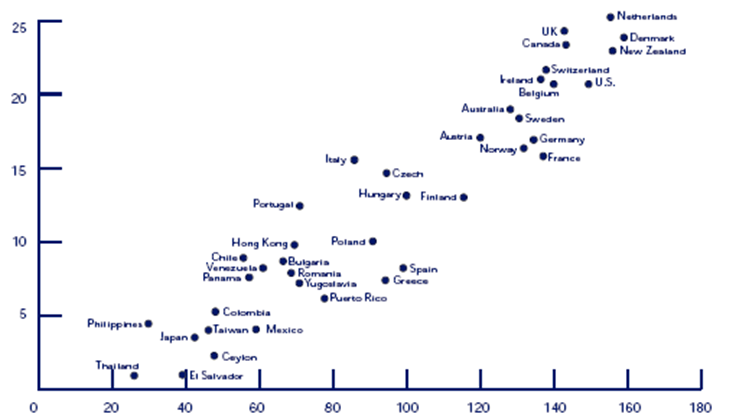 25
Netherlands
UK
Denmark
Canada
New Zealand
Switzerland
Ireland
U.S.
20
Belgium
Australia
Sweden
Austria
Germany
Norway
France
15
Italy
Czech
Hungary
Finland
Portugal
10
Hong Kong
Poland
Chile
Bulgaria
Venezuela
Spain
Panama
Romania
Yugoslavia
Greece
Puerto Rico
5
Colombia
Philippines
Taiwan
Mexico
Japan
Ceylon
Thailand
El Salvador
0 20 40 60 80 100 120 140 160 180